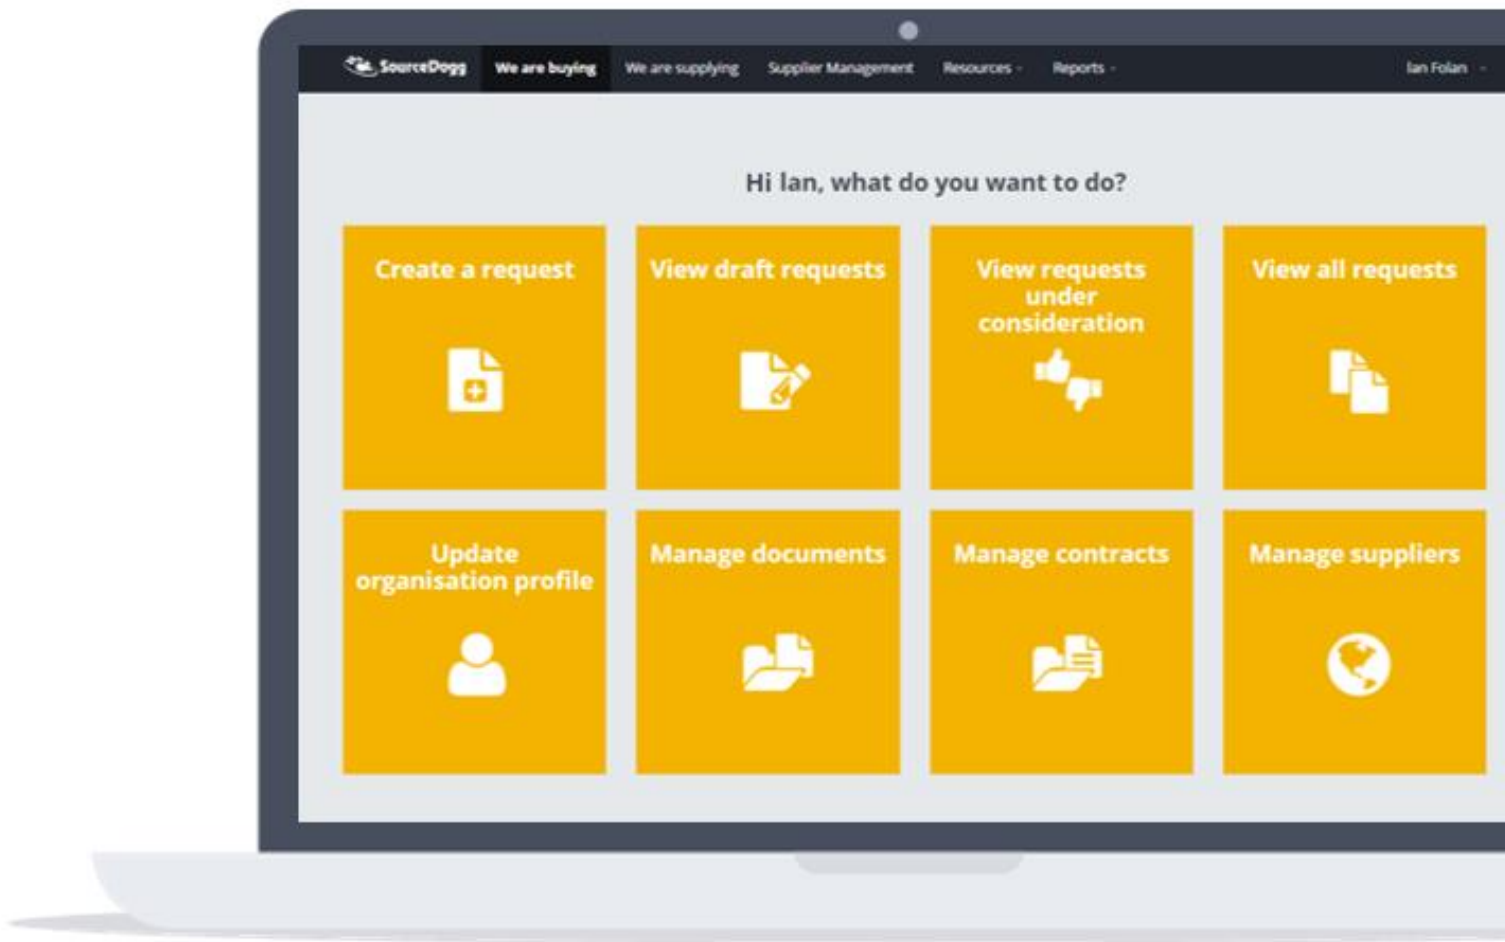 SourceDogg We are buying We are supplying Supplier Management Resources Reports Ian Folan
Hi Ian, what do you want to do?
Create a request
View draft requests
View requests
under
consideration
View all requests
Update
organisation profile
Manage documents
Manage contracts
Manage suppliers